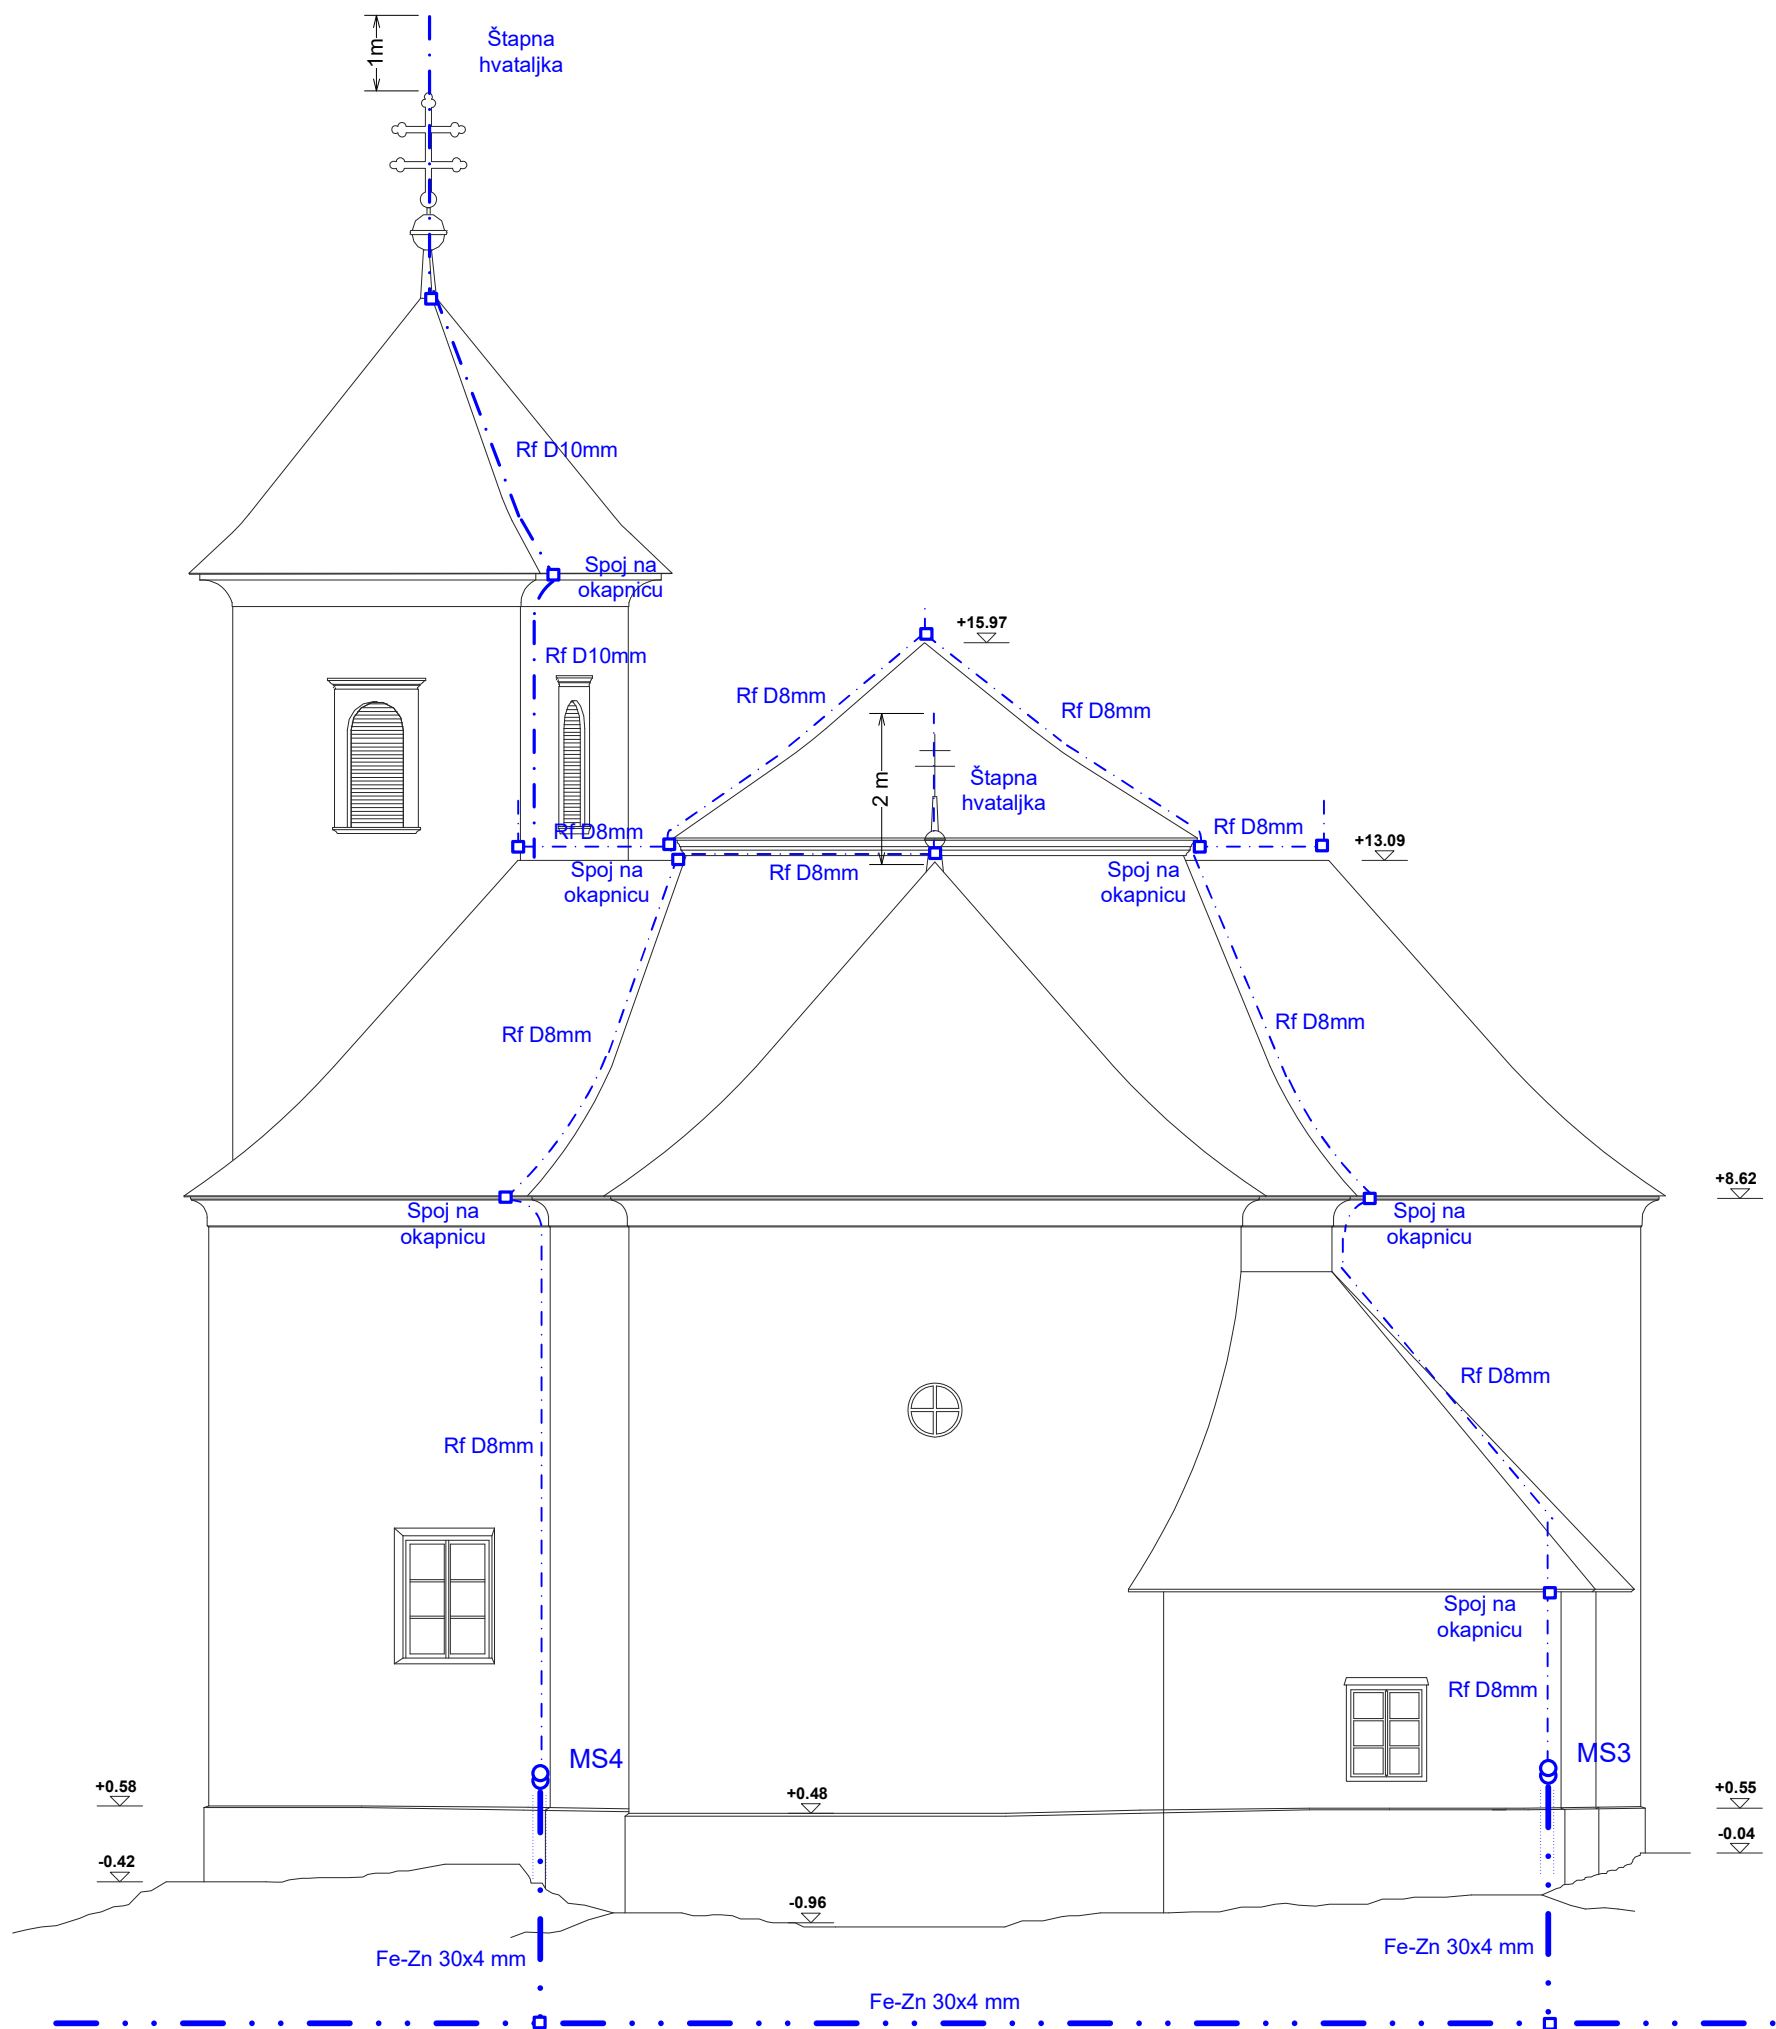 Štapna
hvataljka
1m
Rf D10mm
Spoj na
okapnicu
Rf D10mm
+15.97
Rf D8mm
Rf D8mm
2 m
Štapna
hvataljka
Rf D8mm
Rf D8mm
+13.09
Spoj na
okapnicu
Rf D8mm
Spoj na
okapnicu
Rf D8mm
Rf D8mm
+8.62
Spoj na
okapnicu
Spoj na
okapnicu
Rf D8mm
Rf D8mm
Spoj na
okapnicu
Rf D8mm
MS4
MS3
+0.58
+0.48
+0.55
-0.04
-0.42
-0.96
Fe-Zn 30x4 mm
Fe-Zn 30x4 mm
Fe-Zn 30x4 mm